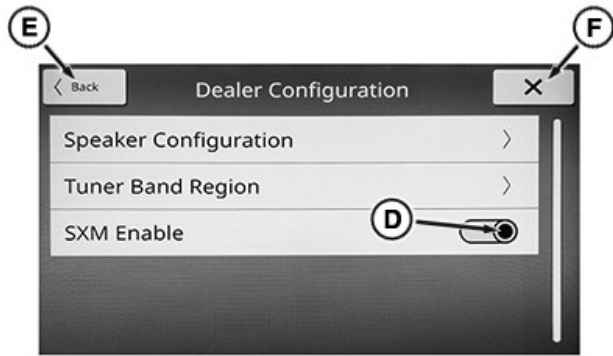 E
F
Back
Dealer Configuration
Speaker Configuration
Tuner Band Region
SXM Enable
D